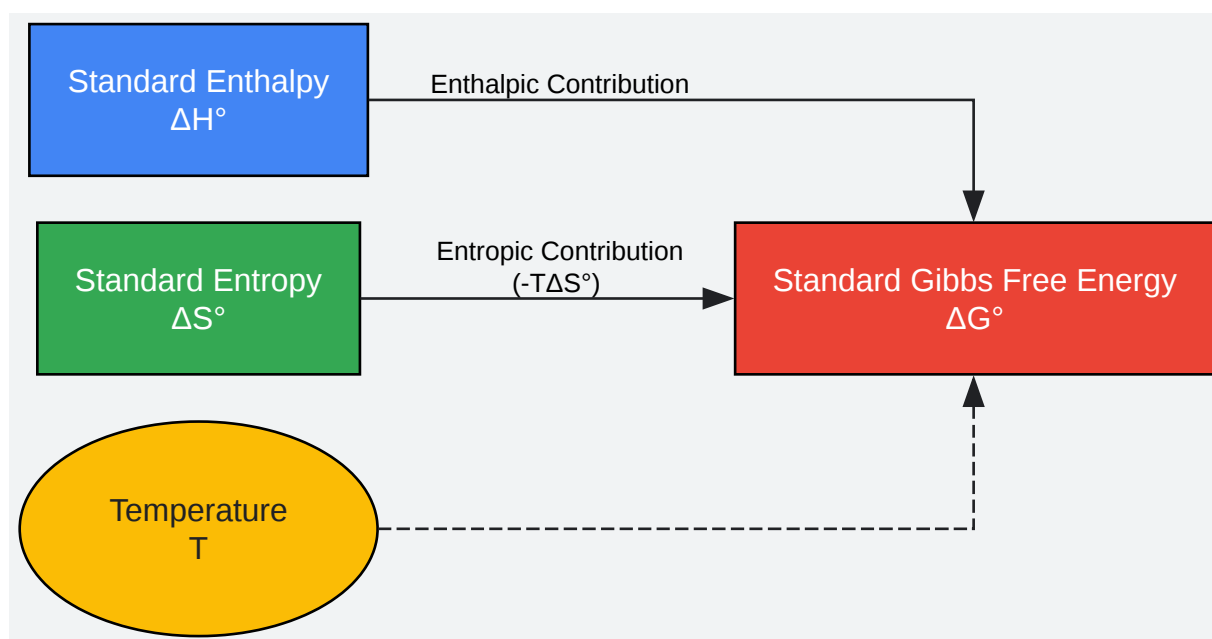 Standard Enthalpy
ΔH°
Enthalpic Contribution
Standard Entropy
ΔS°
Entropic Contribution
(-TΔS°)
Standard Gibbs Free Energy
ΔG°
Temperature
T